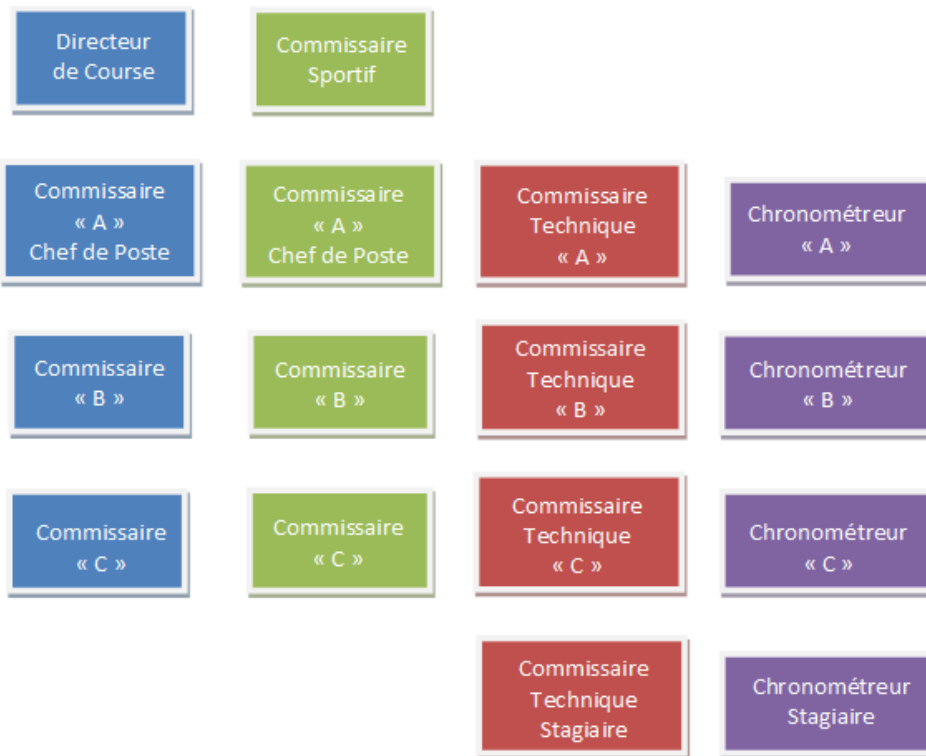 Directeur
de Course
Commissaire
Sportif
Commissaire
« A »
Chef de Poste
Commissaire
« A »
Chef de Poste
Commissaire
Technique
« A »
Chronométreur
« A »
Commissaire
« B »
Commissaire
« B »
Commissaire
Technique
« B »
Chronométreur
« B »
Commissaire
« C »
Commissaire
« C »
Commissaire
Technique
« C »
Chronométreur
« C »
Commissaire
Technique
Stagiaire
Chronométreur
Stagiaire